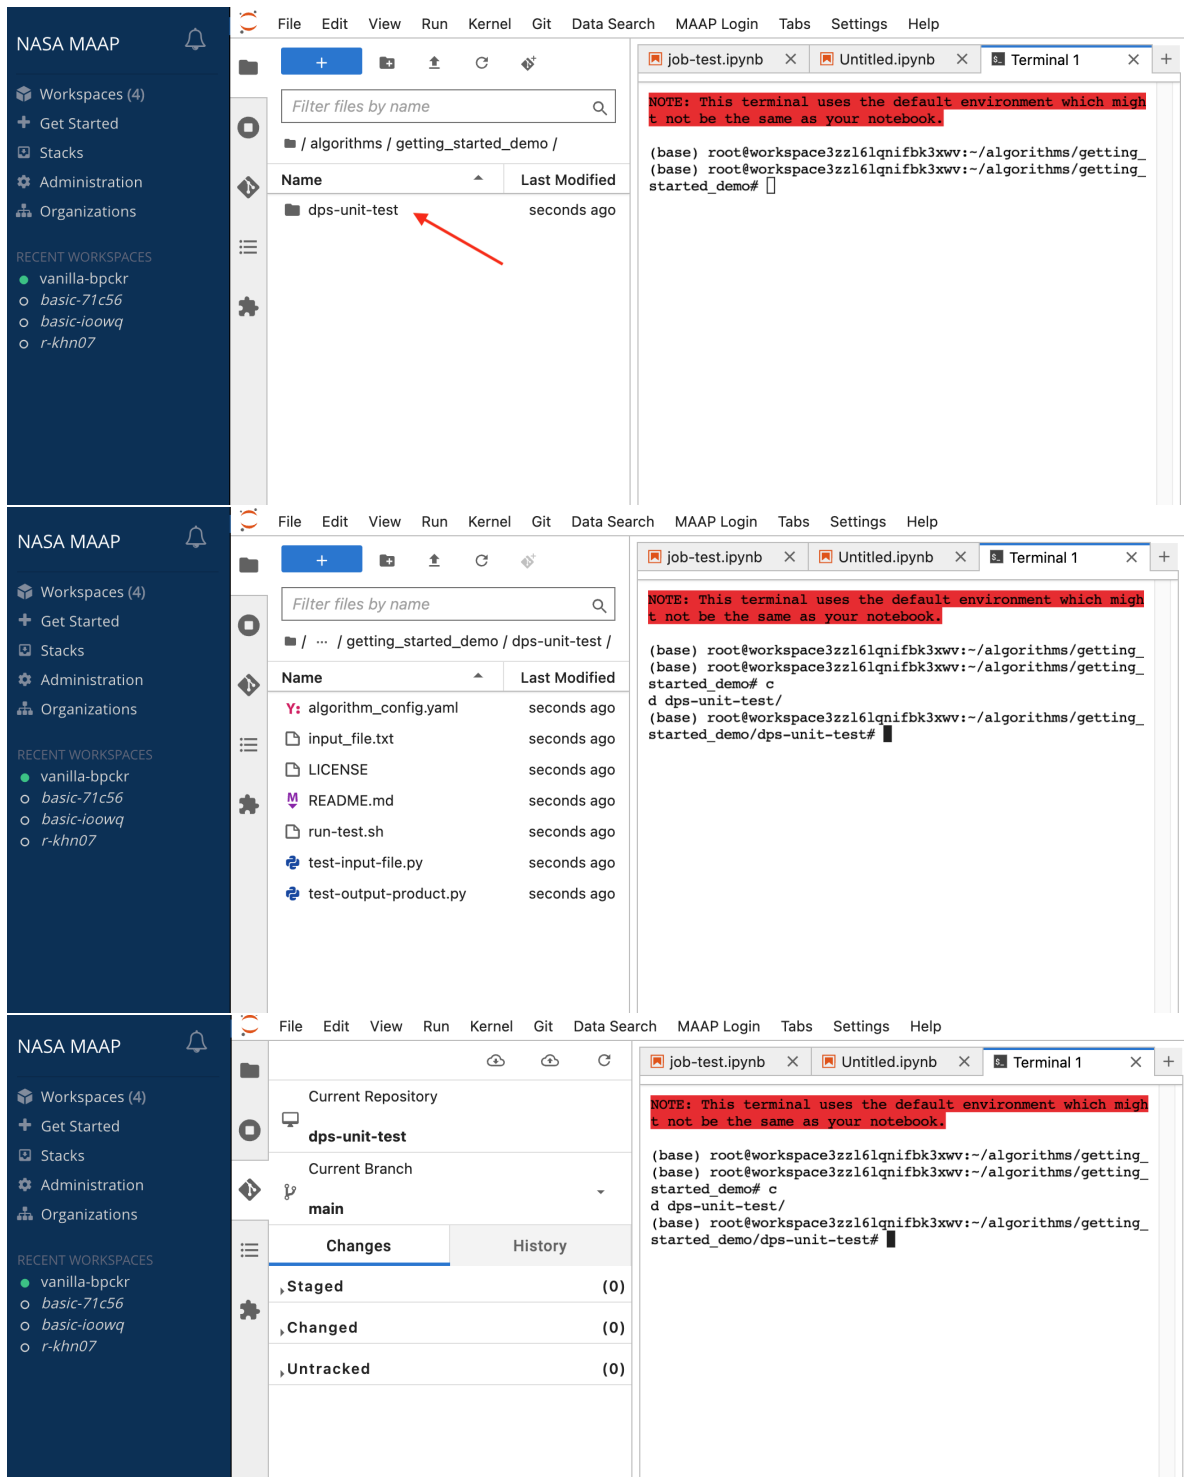 NASA MAAP
Workspaces (4)
Get Started
Stacks
Administration
Organizations
RECENT WORKSPACES
vanilla-bpckr
basic-71c56
basic-ioowq
r-khn07
File Edit View Run Kernel Git Data Search MAAP Login Tabs Settings Help
Filter files by name
/ algorithms / getting_started_demo /
Name Last Modified
dps-unit-test seconds ago
job-test.ipynb Untitled.ipynb Terminal 1
NOTE: This terminal uses the default environment which migh
t not be the same as your notebook.
(base) root@workspace3zzl6lqnifbk3xwv:~/algorithms/getting_
(base) root@workspace3zzl6lqnifbk3xwv:~/algorithms/getting_
started_demo#
NASA MAAP
Workspaces (4)
Get Started
Stacks
Administration
Organizations
RECENT WORKSPACES
vanilla-bpckr
basic-71c56
basic-ioowq
r-khn07
File Edit View Run Kernel Git Data Search MAAP Login Tabs Settings Help
Filter files by name
/ ... / getting_started_demo / dps-unit-test /
Name Last Modified
algorithm_config.yaml seconds ago
input_file.txt seconds ago
LICENSE seconds ago
README.md seconds ago
run-test.sh seconds ago
test-input-file.py seconds ago
test-output-product.py seconds ago
job-test.ipynb Untitled.ipynb Terminal 1
NOTE: This terminal uses the default environment which migh
t not be the same as your notebook.
(base) root@workspace3zzl6lqnifbk3xwv:~/algorithms/getting_
(base) root@workspace3zzl6lqnifbk3xwv:~/algorithms/getting_
started_demo# c
d dps-unit-test/
(base) root@workspace3zzl6lqnifbk3xwv:~/algorithms/getting_
started_demo/dps-unit-test#
NASA MAAP
Workspaces (4)
Get Started
Stacks
Administration
Organizations
RECENT WORKSPACES
vanilla-bpckr
basic-71c56
basic-ioowq
r-khn07
File Edit View Run Kernel Git Data Search MAAP Login Tabs Settings Help
Current Repository
dps-unit-test
Current Branch
main
Changes History
Staged (0)
Changed (0)
Untracked (0)
job-test.ipynb Untitled.ipynb Terminal 1
NOTE: This terminal uses the default environment which migh
t not be the same as your notebook.
(base) root@workspace3zzl6lqnifbk3xwv:~/algorithms/getting_
(base) root@workspace3zzl6lqnifbk3xwv:~/algorithms/getting_
started_demo# c
d dps-unit-test/
(base) root@workspace3zzl6lqnifbk3xwv:~/algorithms/getting_
started_demo/dps-unit-test#